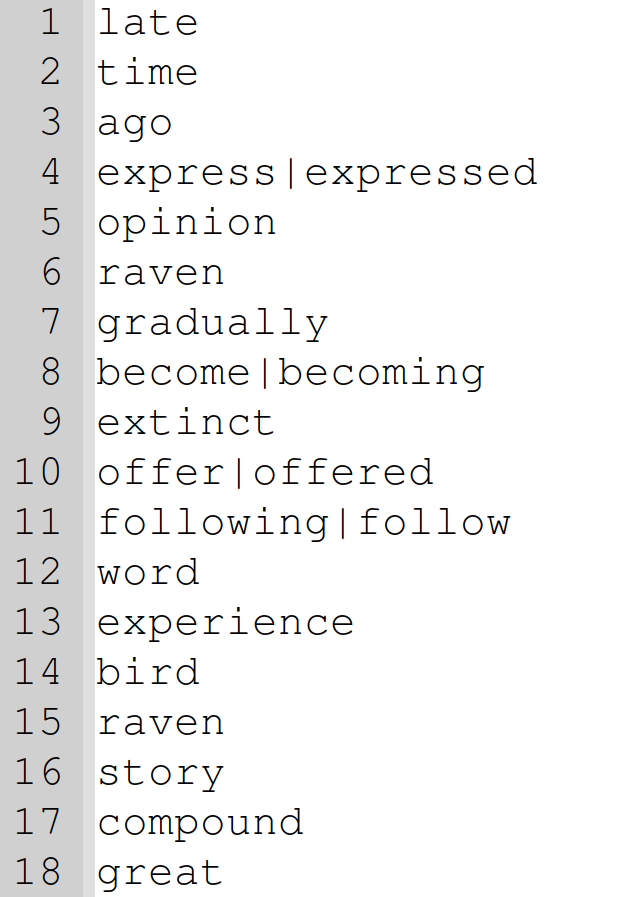 1 late
2 time
3 ago
4 express|expressed
5 opinion
6 raven
7 gradually
8 become|becoming
9 extinct
10 offer|offered
11 following|follow
12 word
13 experience
14 bird
15 raven
16 story
17 compound
18 great